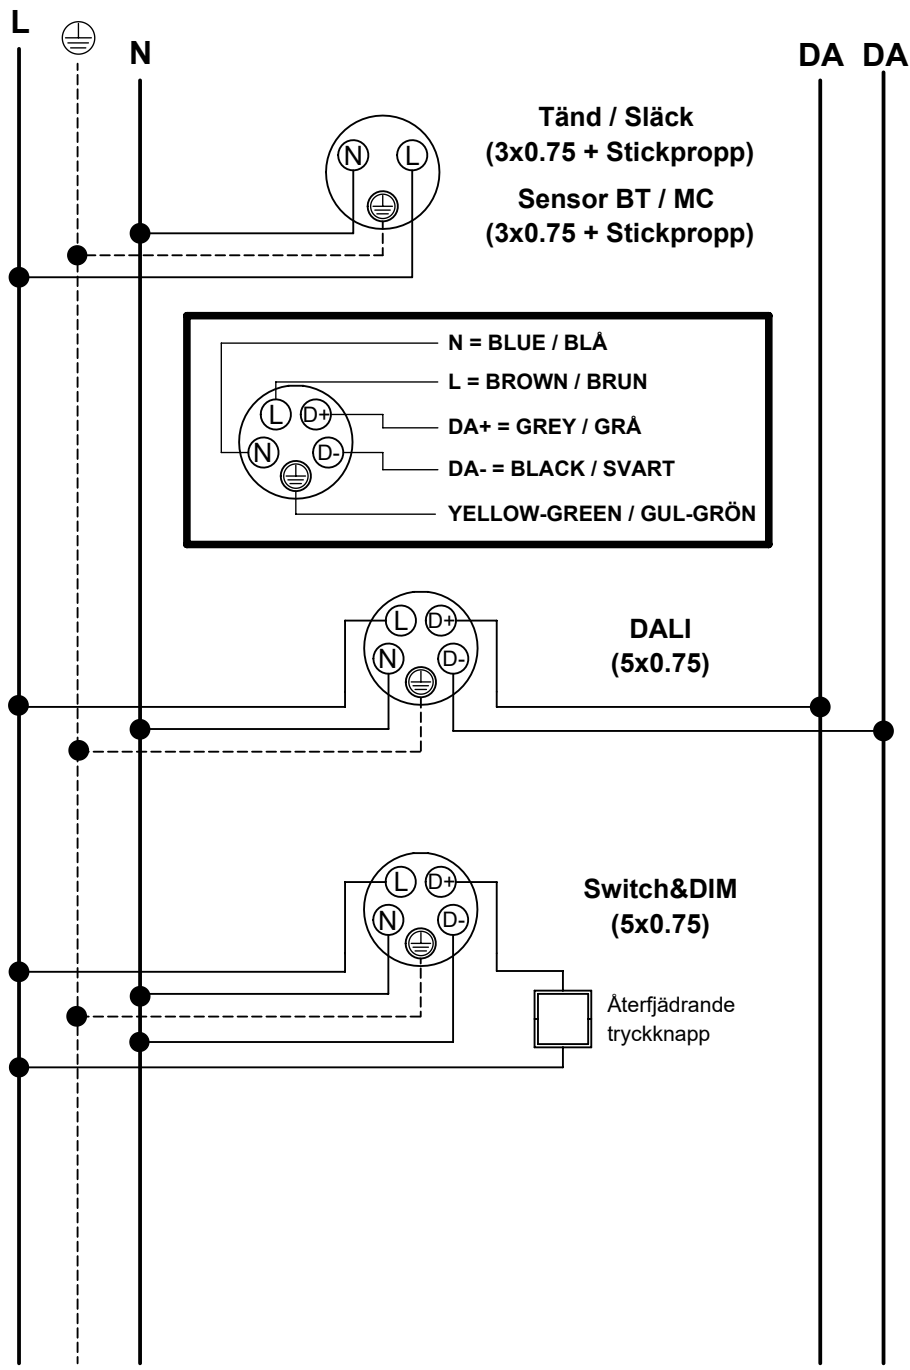 L
N
DA DA
Tänd / Släck
(3x0.75 + Stickpropp)
Sensor BT / MC
(3x0.75 + Stickpropp)
N L
N = BLUE / BLÅ
L = BROWN / BRUN
DA+ = GREY / GRÅ
DA- = BLACK / SVART
YELLOW-GREEN / GUL-GRÖN
L D+
N D-
DALI
(5x0.75)
L D+
N D-
Switch&DIM
(5x0.75)
L D+
N D-
Återfjädrande
tryckknapp